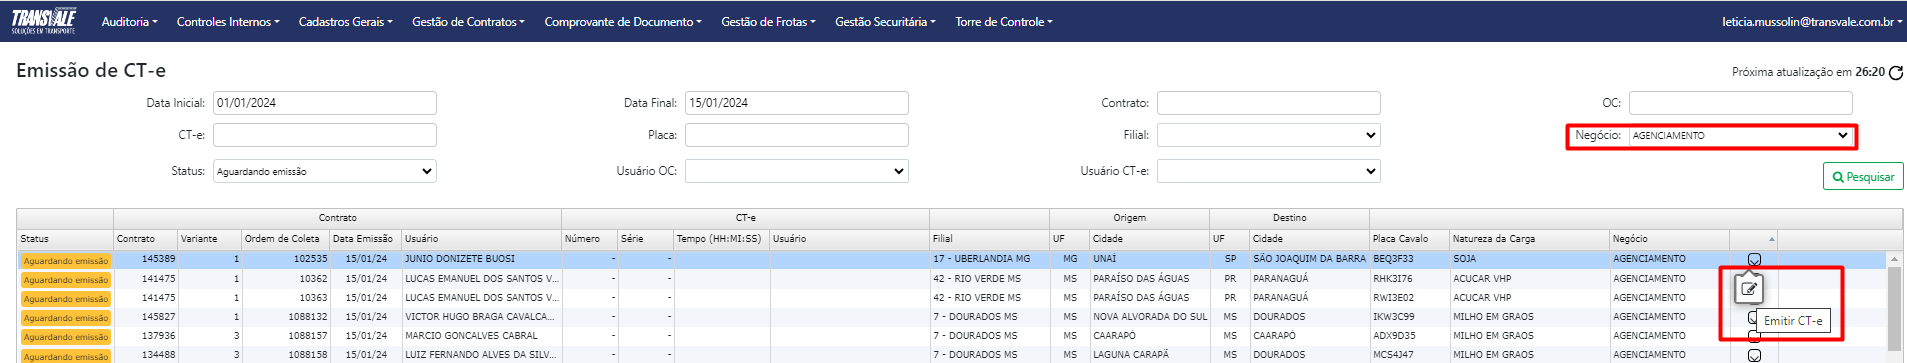 TRANSVALE
SOLUÇÕES EM TRANSPORTE
Auditoria Controles Internos Cadastros Gerais Gestão de Contratos Comprovante de Documento Gestão de Frotas Gestão Securitária Torre de Controle leticia.mussolin@transvale.com.br
Emissão de CT-e
Próxima atualização em 26:20
Data Inicial: 01/01/2024 Data Final: 15/01/2024 Contrato: OC:
CT-e: Placa: Filial: Negócio: AGENCIAMENTO
Status: Aguardando emissão Usuário OC: Usuário CT-e:
Pesquisar
Contrato CT-e Origem Destino
Status Contrato Variante Ordem de Coleta Data Emissão Usuário Número Série Tempo (HH:MI:SS) Usuário Filial UF Cidade UF Cidade Placa Cavalo Natureza da Carga Negócio
Aguardando emissão 145389 1 102535 15/01/24 JUNIO DONIZETE BUOSI - - 17 - UBERLANDIA MG MG UNAÍ SP SÃO JOAQUIM DA BARRA BEQ3F33 SOJA AGENCIAMENTO
Aguardando emissão 141475 1 10362 15/01/24 LUCAS EMANUEL DOS SANTOS V... - - 42 - RIO VERDE MS MS PARAÍSO DAS ÁGUAS PR PARANAGUÁ RHK3I76 ACUCAR VHP AGENCIAMENTO
Aguardando emissão 141475 1 10363 15/01/24 LUCAS EMANUEL DOS SANTOS V... - - 42 - RIO VERDE MS MS PARAÍSO DAS ÁGUAS PR PARANAGUÁ RWI3E02 ACUCAR VHP AGENCIAMENTO
Aguardando emissão 145827 1 1088132 15/01/24 VICTOR HUGO BRAGA CAVALCA... - - 7 - DOURADOS MS MS NOVA ALVORADA DO SUL MS DOURADOS IKW3C99 MILHO EM GRAOS AGENCIAMENTO
Emitir CT-e
Aguardando emissão 137936 3 1088157 15/01/24 MARCIO GONCALVES CABRAL - - 7 - DOURADOS MS MS CAARAPÓ MS CAARAPÓ ADX9D35 MILHO EM GRAOS AGENCIAMENTO
Aguardando emissão 134488 3 1088158 15/01/24 LUIZ FERNANDO ALVES DA SILV... - - 7 - DOURADOS MS MS LAGUNA CARAPÃ MS DOURADOS MCS4J47 MILHO EM GRAOS AGENCIAMENTO